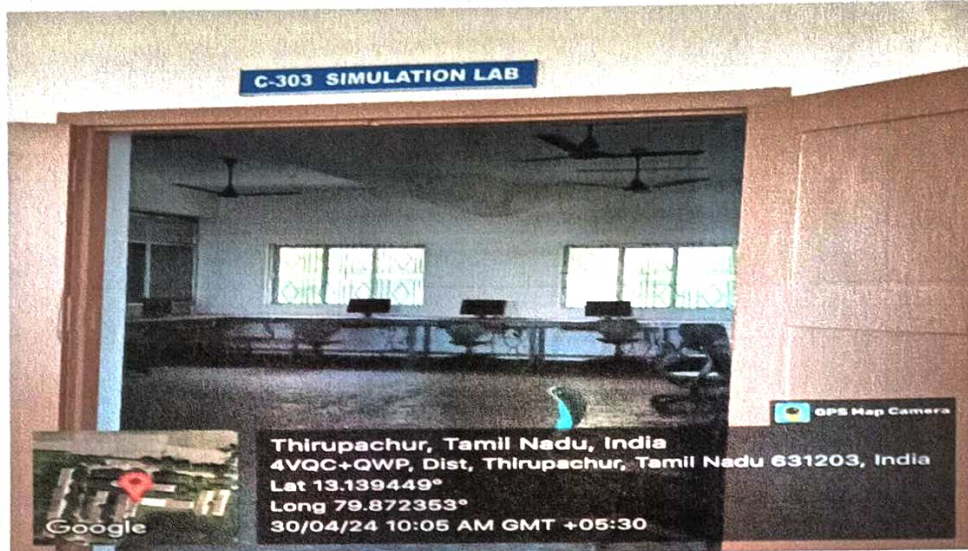 C-303 SIMULATION LAB
GPS Map Camera
Thirupachur, Tamil Nadu, India
4VQC+QWP, Dist, Thirupachur, Tamil Nadu 631203, India
Lat 13.139449°
Long 79.872353°
30/04/24 10:05 AM GMT +05:30
Google